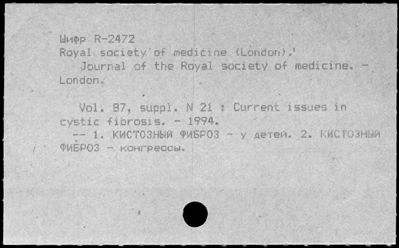 Шифр R-2472
Royal society of medicine (London).
Journal of the Royal society of medicine. -
London.
Vol. 87, suppl. N 21 : Current issues in
cystic fibrosis. - 1994.
-- 1. КИСТОЗНЫЙ ФИБРОЗ - у детей. 2. КИСТОЗНЫЙ
ФИБРОЗ - конгрессы.